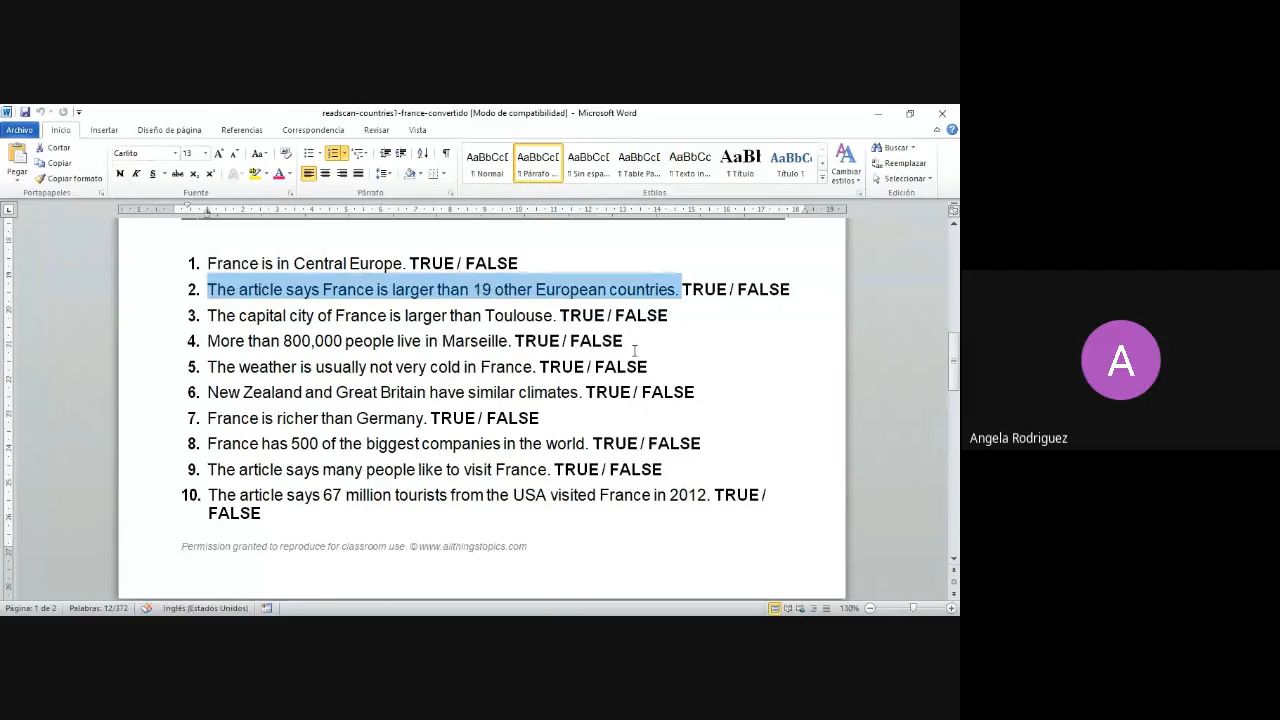 readscan-countries1-france-convertido [Modo de compatibilidad] - Microsoft Word
Archivo Inicio Insertar Diseño de página Referencias Correspondencia Revisar Vista
Pegar
Cortar
Copiar
Copiar formato
Portapapeles
Carlito 13
Fuente
Párrafo
AaBbCcI AaBbCcI AaBbCcI AaBbCcI AaBbCc AaBl AaBbCc
¶ Normal ¶ Párrafo ... ¶ Sin espa... ¶ Table Pa... ¶ Texto in... ¶ Título ¶ Título 1
Estilos
Cambiar estilos
Buscar
Reemplazar
Seleccionar
Edición
1. France is in Central Europe. TRUE / FALSE
2. The article says France is larger than 19 other European countries. TRUE / FALSE
3. The capital city of France is larger than Toulouse. TRUE / FALSE
4. More than 800,000 people live in Marseille. TRUE / FALSE
5. The weather is usually not very cold in France. TRUE / FALSE
6. New Zealand and Great Britain have similar climates. TRUE / FALSE
7. France is richer than Germany. TRUE / FALSE
8. France has 500 of the biggest companies in the world. TRUE / FALSE
9. The article says many people like to visit France. TRUE / FALSE
10. The article says 67 million tourists from the USA visited France in 2012. TRUE /
FALSE
Permission granted to reproduce for classroom use. © www.allthingstopics.com
Página: 1 de 2 Palabras: 12/372 Inglés (Estados Unidos) 130%
A
Angela Rodriguez